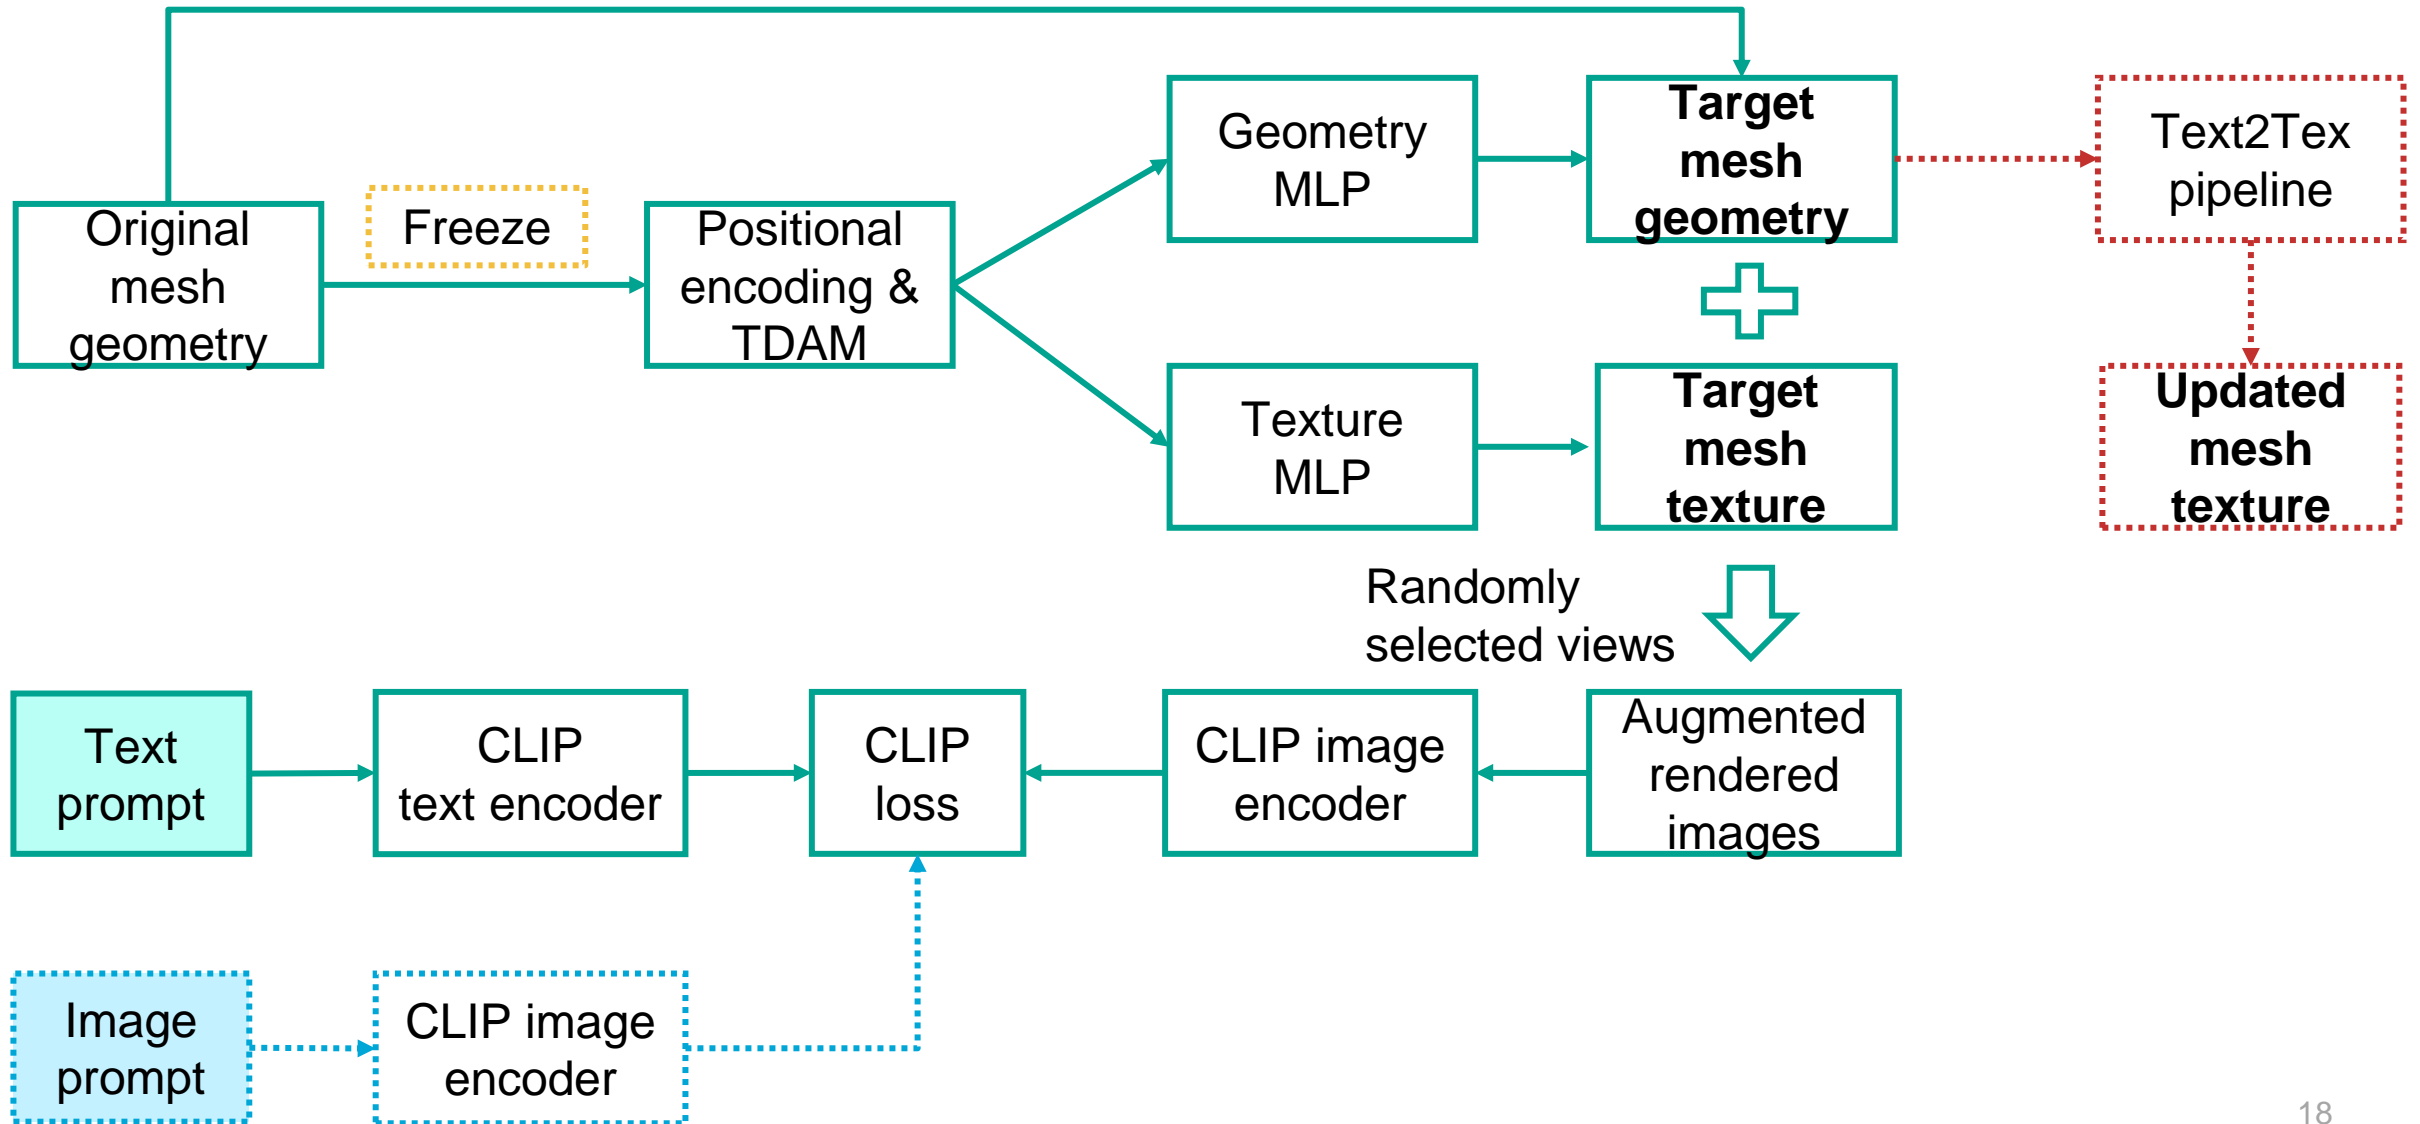 Original
mesh
geometry
Freeze
Positional
encoding &
TDAM
Geometry
MLP
Target
mesh
geometry
Text2Tex
pipeline
Texture
MLP
Target
mesh
texture
Updated
mesh
texture
Randomly
selected views
Text
prompt
CLIP
text encoder
CLIP
loss
CLIP image
encoder
Augmented
rendered
images
Image
prompt
CLIP image
encoder
18